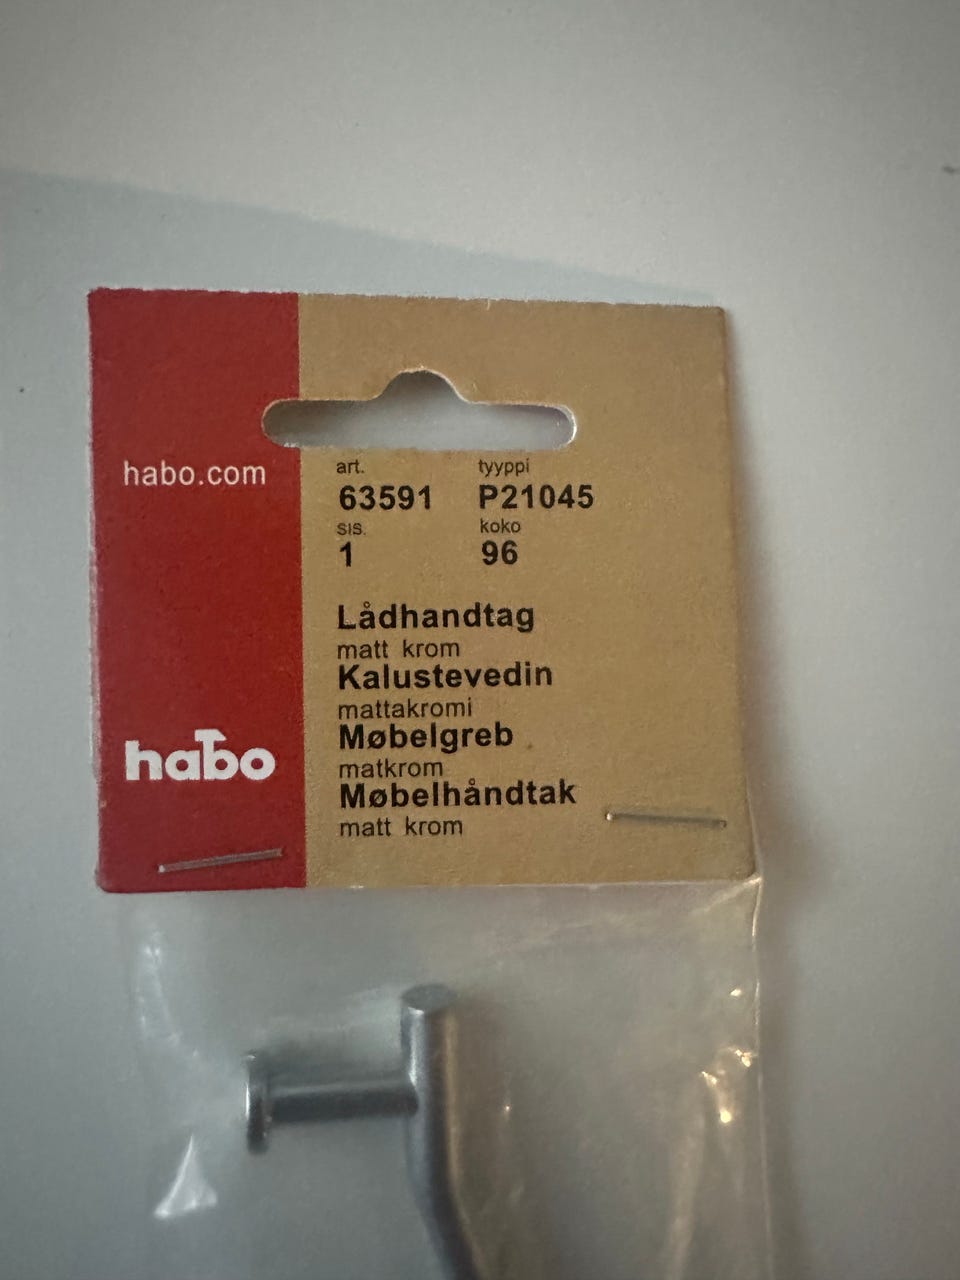 habo.com
art. tyyppi
63591 P21045
sis. koko
1 96
Lådhandtag
matt krom
Kalustevedin
mattakromi
Møbelgreb
matkrom
Møbelhåndtak
matt krom
habo